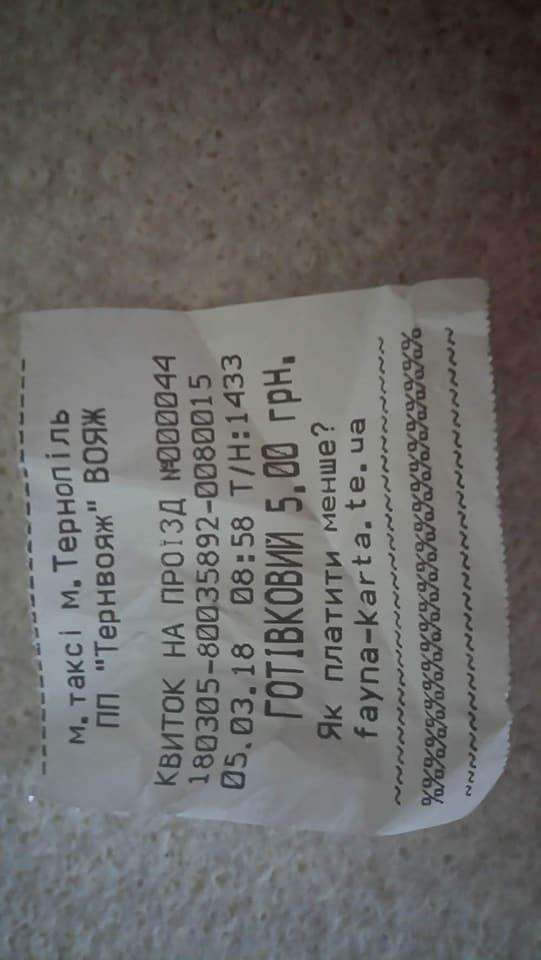 м.таксі м.Тернопіль
ПП "Тернвояж" ВОЯЖ
КВИТОК НА ПРОЇЗД №000044
180305-80035892-0080015
05.03.18 08:58 Т/Н:1433
ГОТІВКОВИЙ 5.00 грн.
Як платити менше?
fayna-karta.te.ua
~~~~~~~~~~~~~~~~~~~~~~~~~~~~~~
%%%%%%%%%%%%%%%%%%%%%%%%%%%%%%
~~~~~~~~~~~~~~~~~~~~~~~~~~~~~~